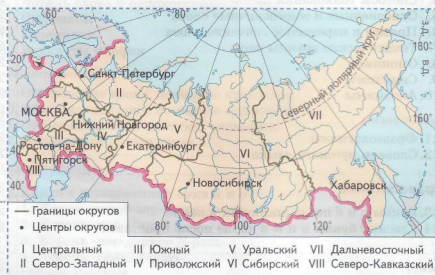 з.д. в.д.
180°
Санкт-Петербург
Северный полярный круг
II
160°
МОСКВА
I
VII
Нижний Новгород
III
IV
V
Ростов-на-Дону
Екатеринбург
VI
Пятигорск
VIII
40°
Новосибирск
Хабаровск
40°
80°
100°
120°
Границы округов
Центры округов
I Центральный III Южный V Уральский VII Дальневосточный
II Северо-Западный IV Приволжский VI Сибирский VIII Северо-Кавказский